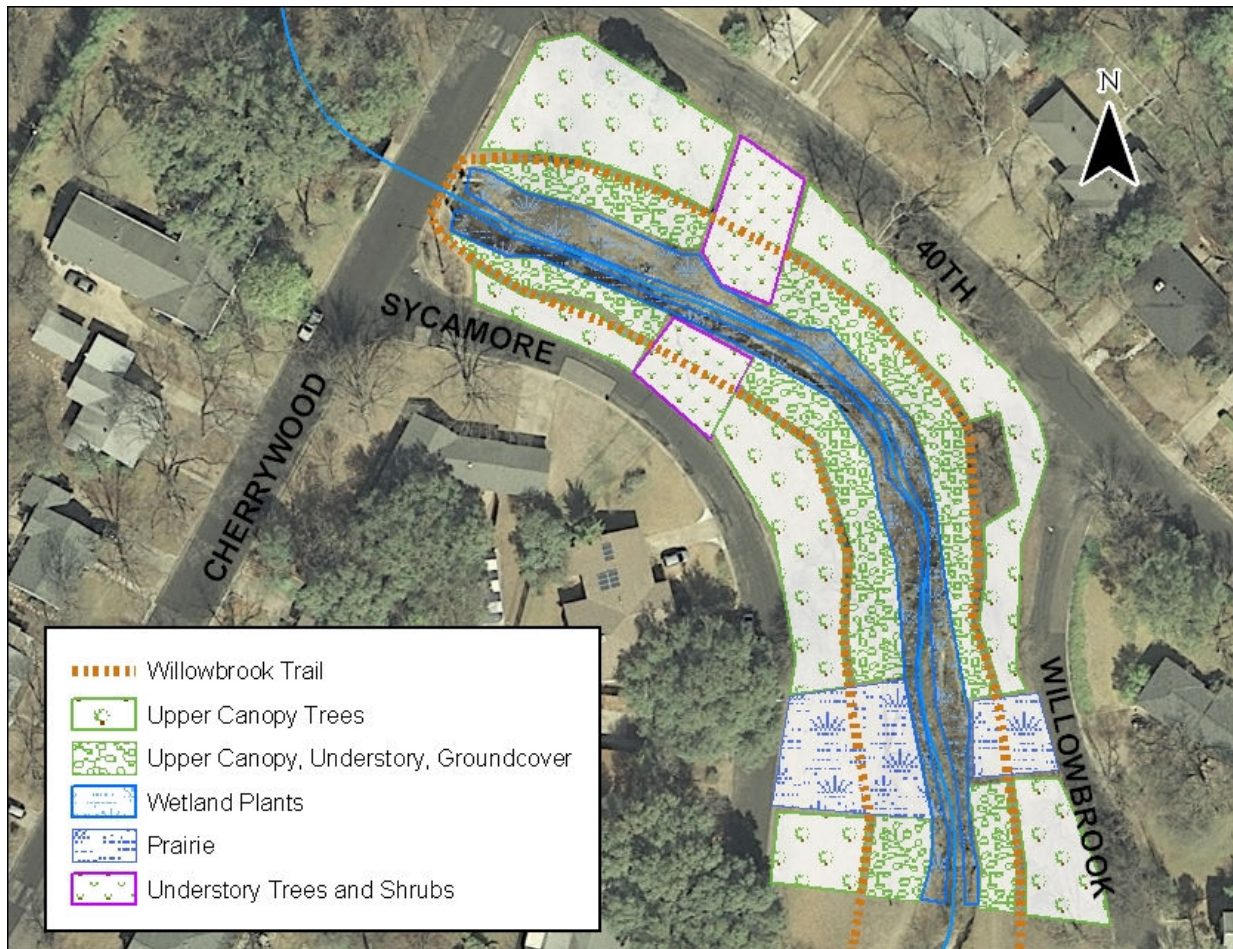 N
40TH
SYCAMORE
CHERRYWOOD
WILLOWBROOK
Willowbrook Trail
Upper Canopy Trees
Upper Canopy, Understory, Groundcover
Wetland Plants
Prairie
Understory Trees and Shrubs